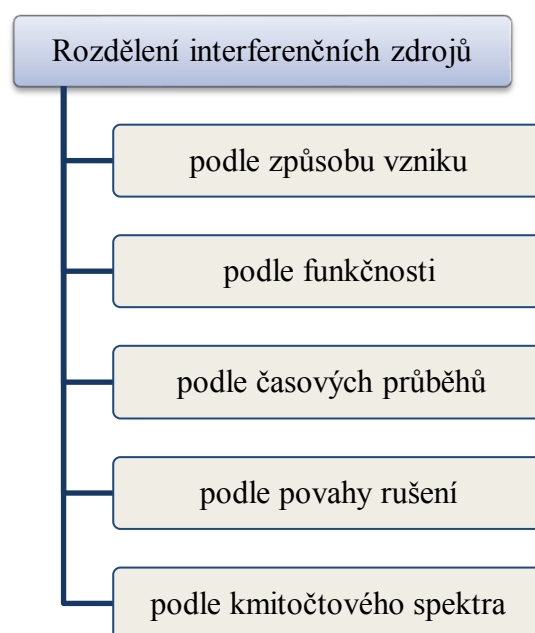 Rozdělení interferenčních zdrojů
podle způsobu vzniku
podle funkčnosti
podle časových průběhů
podle povahy rušení
podle kmitočtového spektra